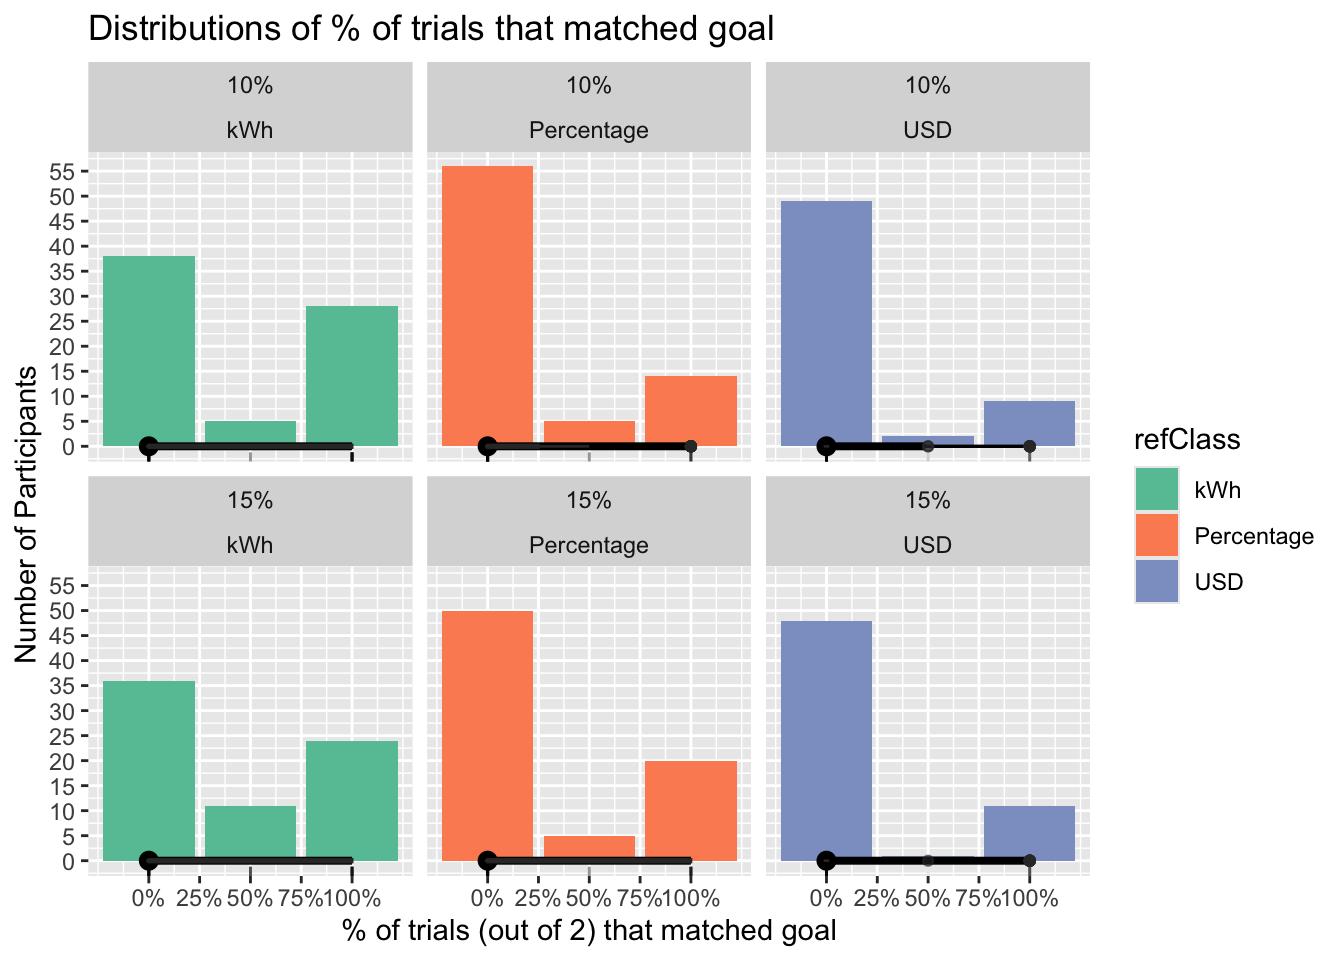 Distributions of % of trials that matched goal
10% 10% 10%
kWh Percentage USD
55
50
45
40
35
30
25
20
15
10
5
0
15% 15% 15%
kWh Percentage USD
55
50
45
40
35
30
25
20
15
10
5
0
0% 25% 50% 75% 100% 0% 25% 50% 75% 100% 0% 25% 50% 75% 100%
% of trials (out of 2) that matched goal
Number of Participants
refClass
kWh
Percentage
USD